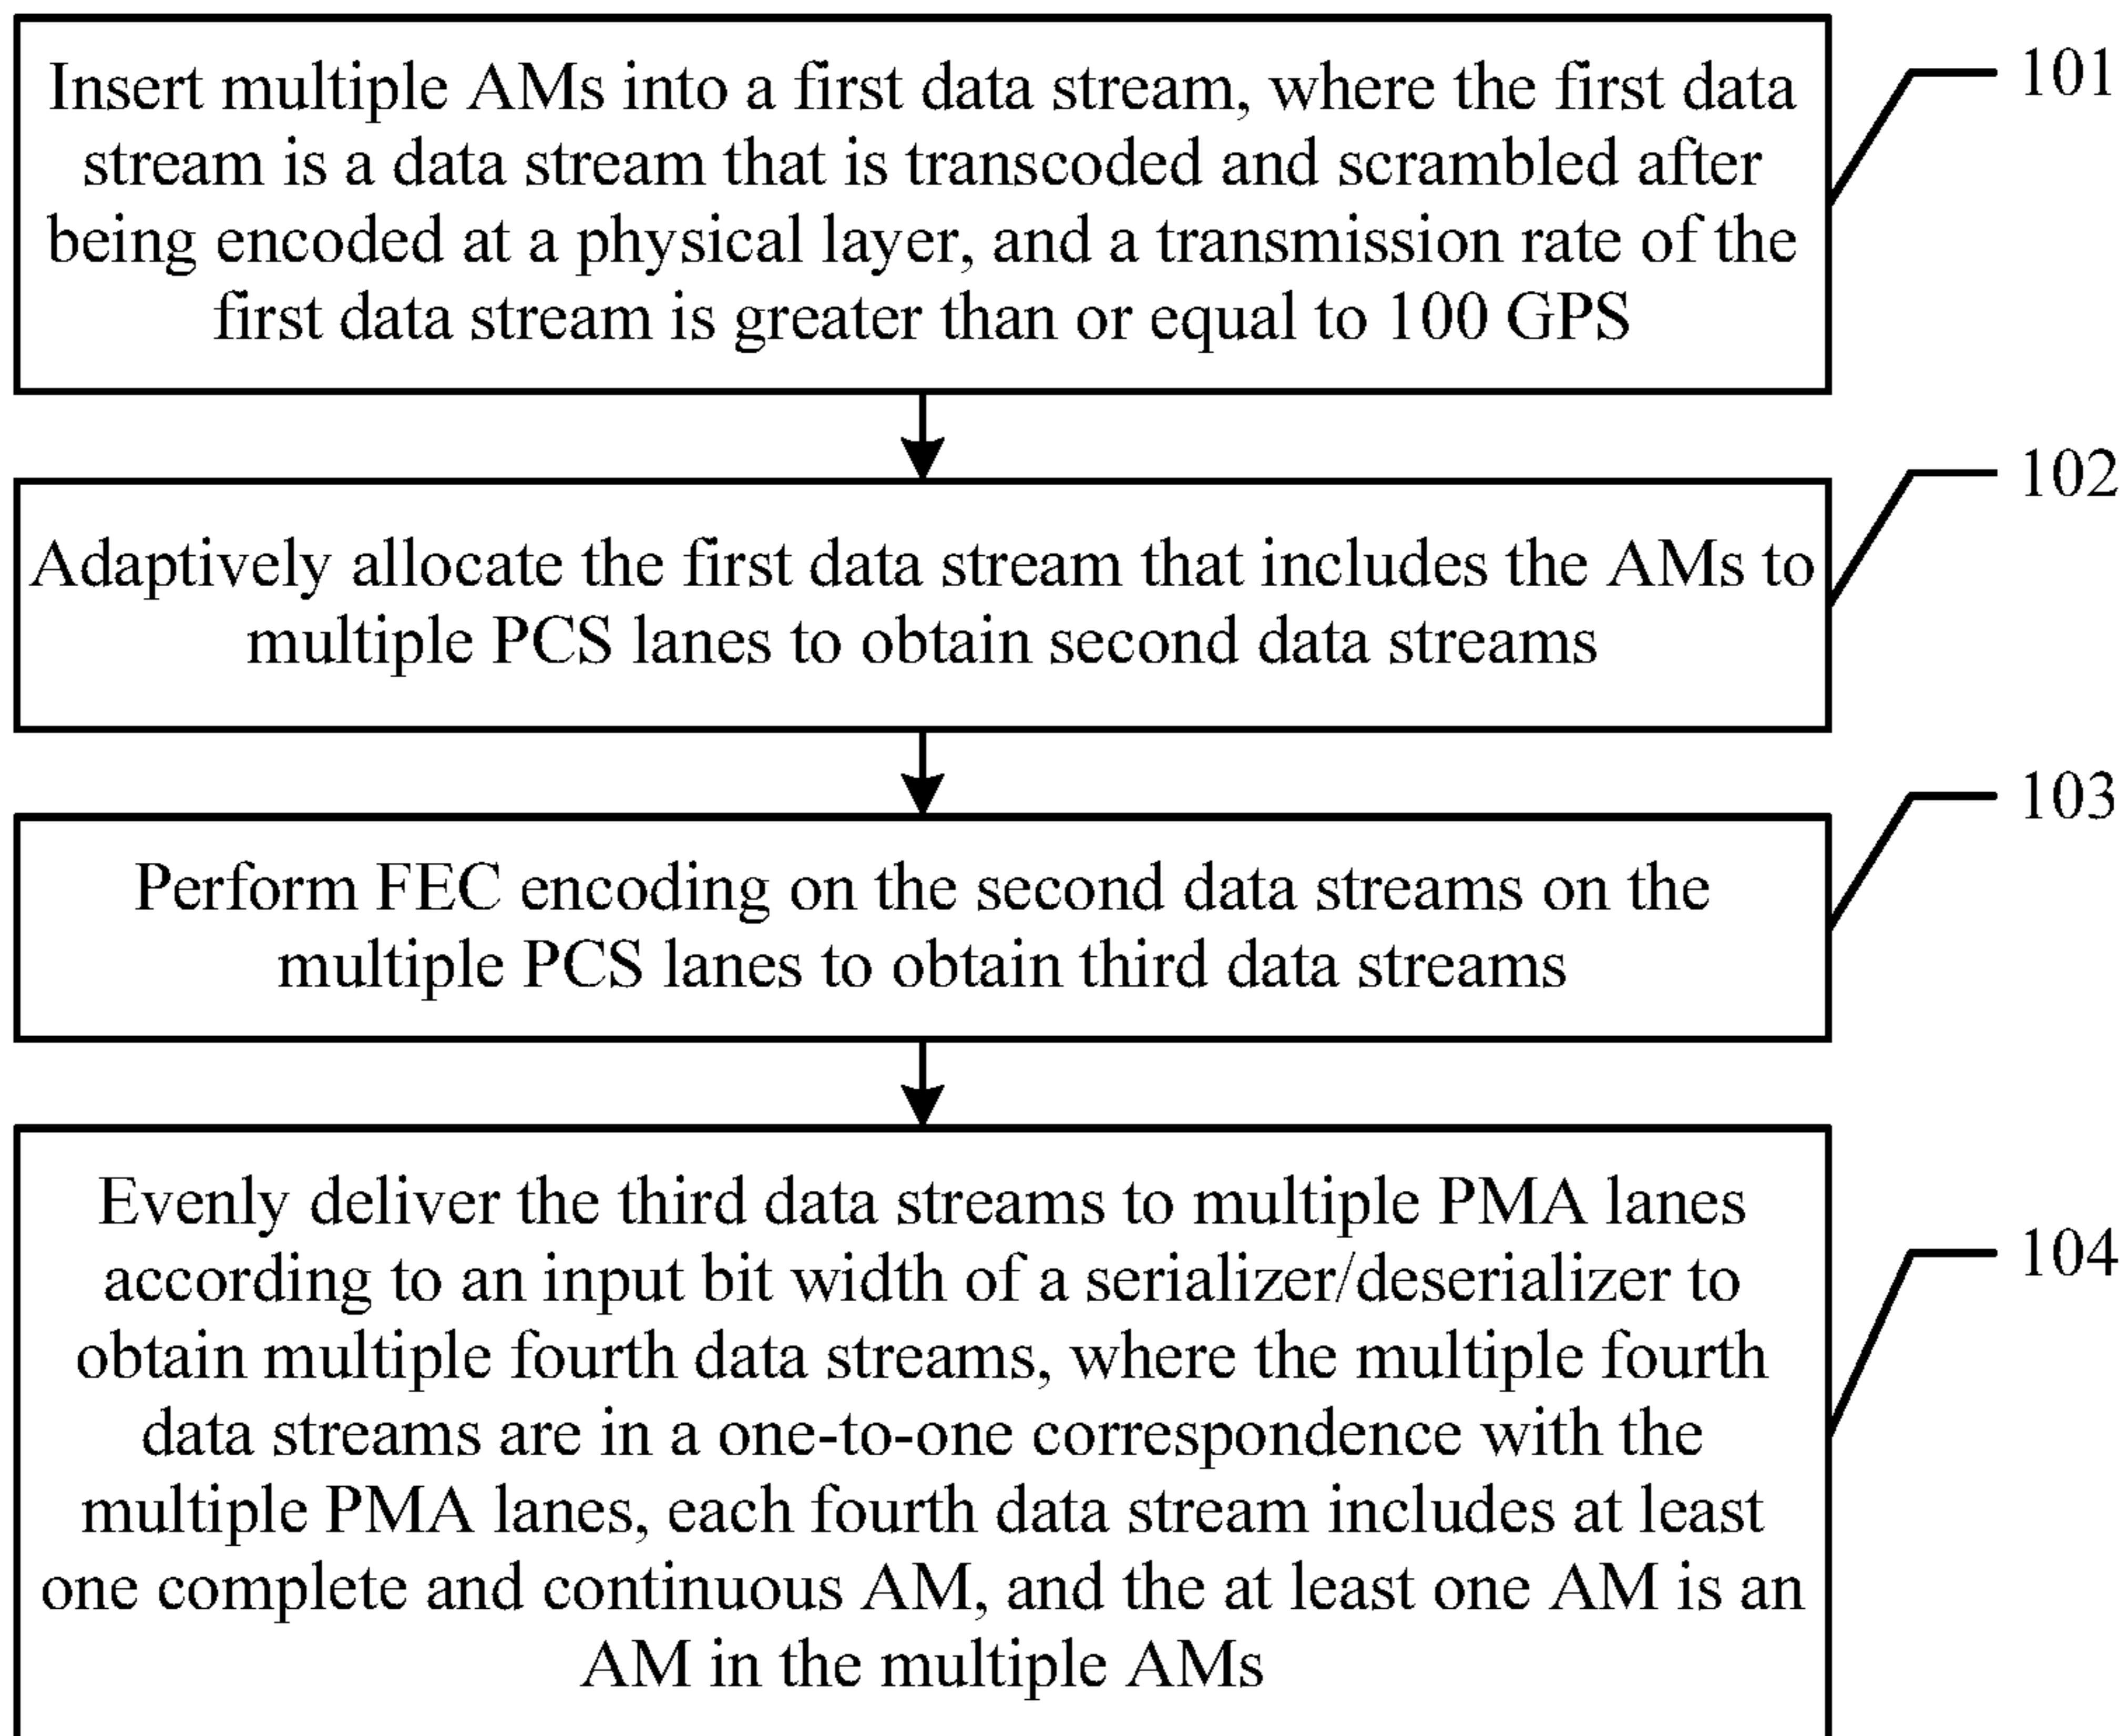 Insert multiple AMs into a first data stream, where the first data
stream is a data stream that is transcoded and scrambled after
being encoded at a physical layer, and a transmission rate of the
first data stream is greater than or equal to 100 GPS
101
Adaptively allocate the first data stream that includes the AMs to
multiple PCS lanes to obtain second data streams
102
Perform FEC encoding on the second data streams on the
multiple PCS lanes to obtain third data streams
103
Evenly deliver the third data streams to multiple PMA lanes
according to an input bit width of a serializer/deserializer to
obtain multiple fourth data streams, where the multiple fourth
data streams are in a one-to-one correspondence with the
multiple PMA lanes, each fourth data stream includes at least
one complete and continuous AM, and the at least one AM is an
AM in the multiple AMs
104